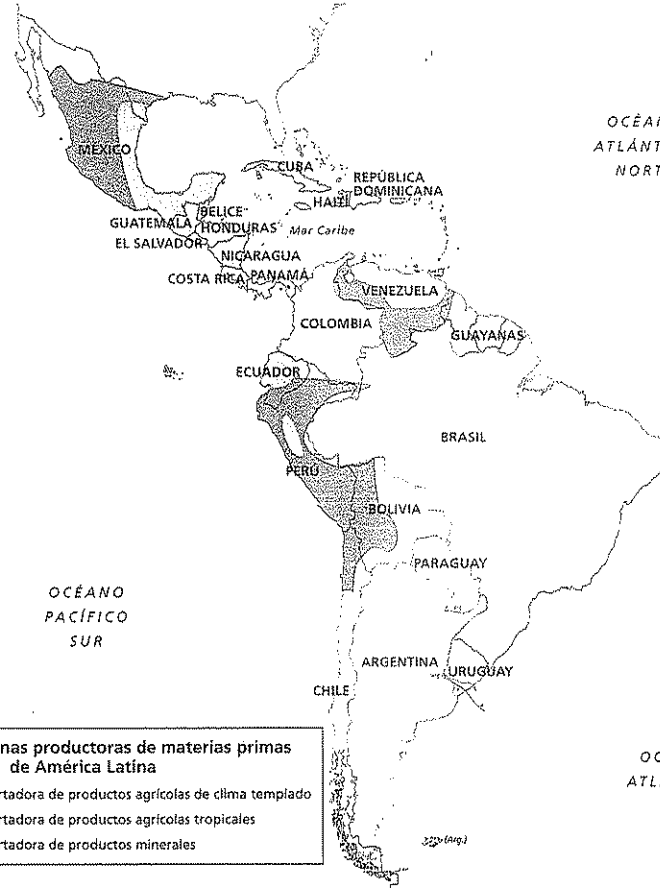 OCÉAN
ATLÁNT
NORT
MÉXICO
CUBA
REPÚBLICA
DOMINICANA
HAITÍ
BELICE
GUATEMALA
HONDURAS
Mar Caribe
EL SALVADOR
NICARAGUA
COSTA RICA
PANAMÁ
VENEZUELA
COLOMBIA
GUAYANAS
ECUADOR
BRASIL
PERÚ
BOLIVIA
PARAGUAY
OCÉANO
PACÍFICO
SUR
ARGENTINA
URUGUAY
CHILE
nas productoras de materias primas
de América Latina
rtadora de productos agrícolas de clima templado
rtadora de productos agrícolas tropicales
rtadora de productos minerales
OC
ATL
(Arg.)